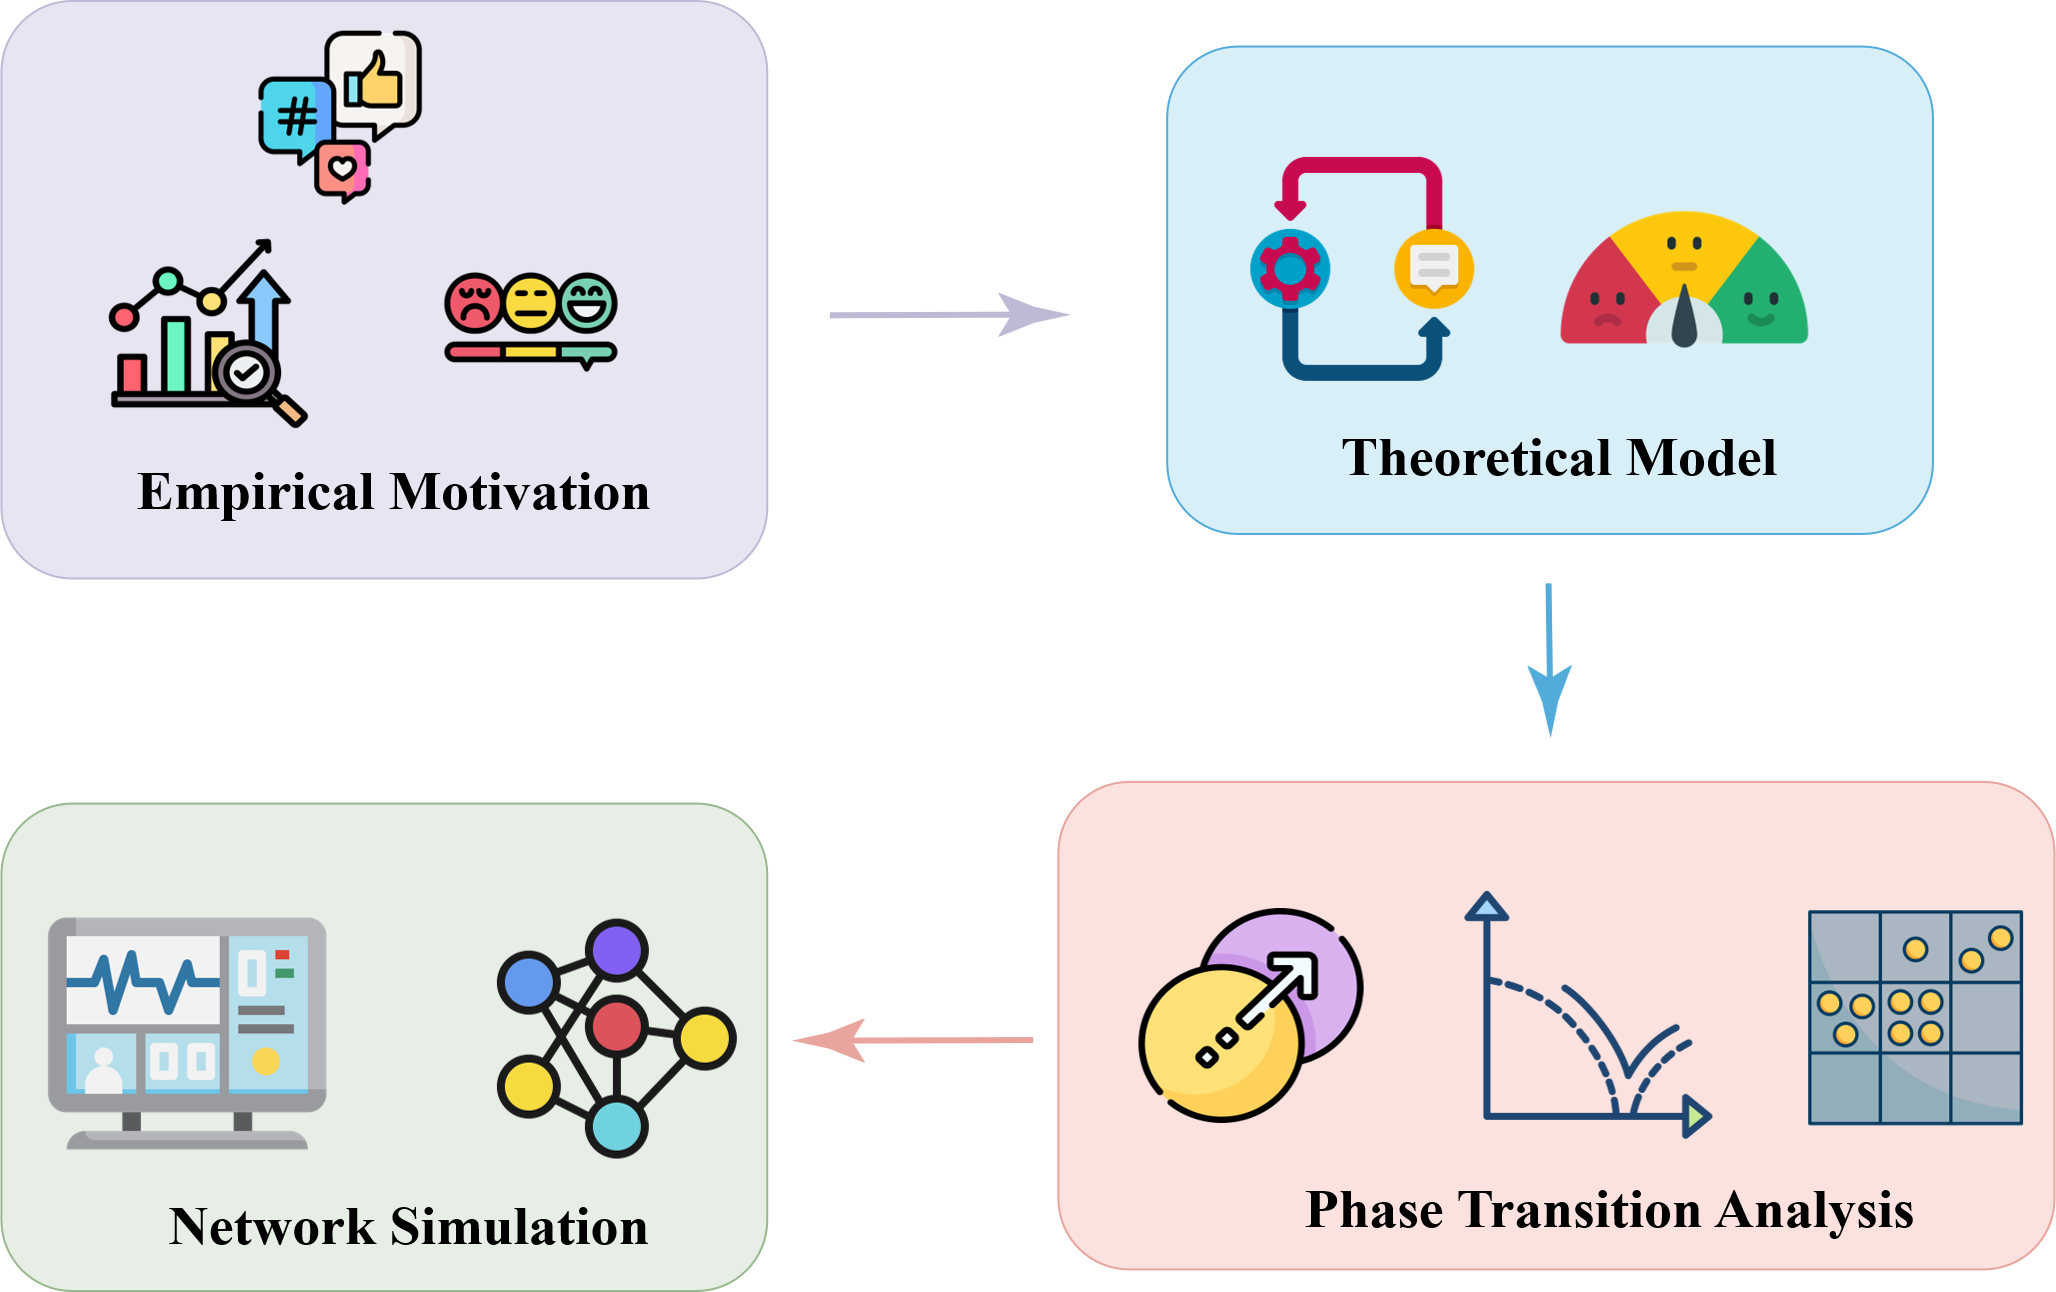 #
Empirical Motivation
Theoretical Model
Phase Transition Analysis
Network Simulation